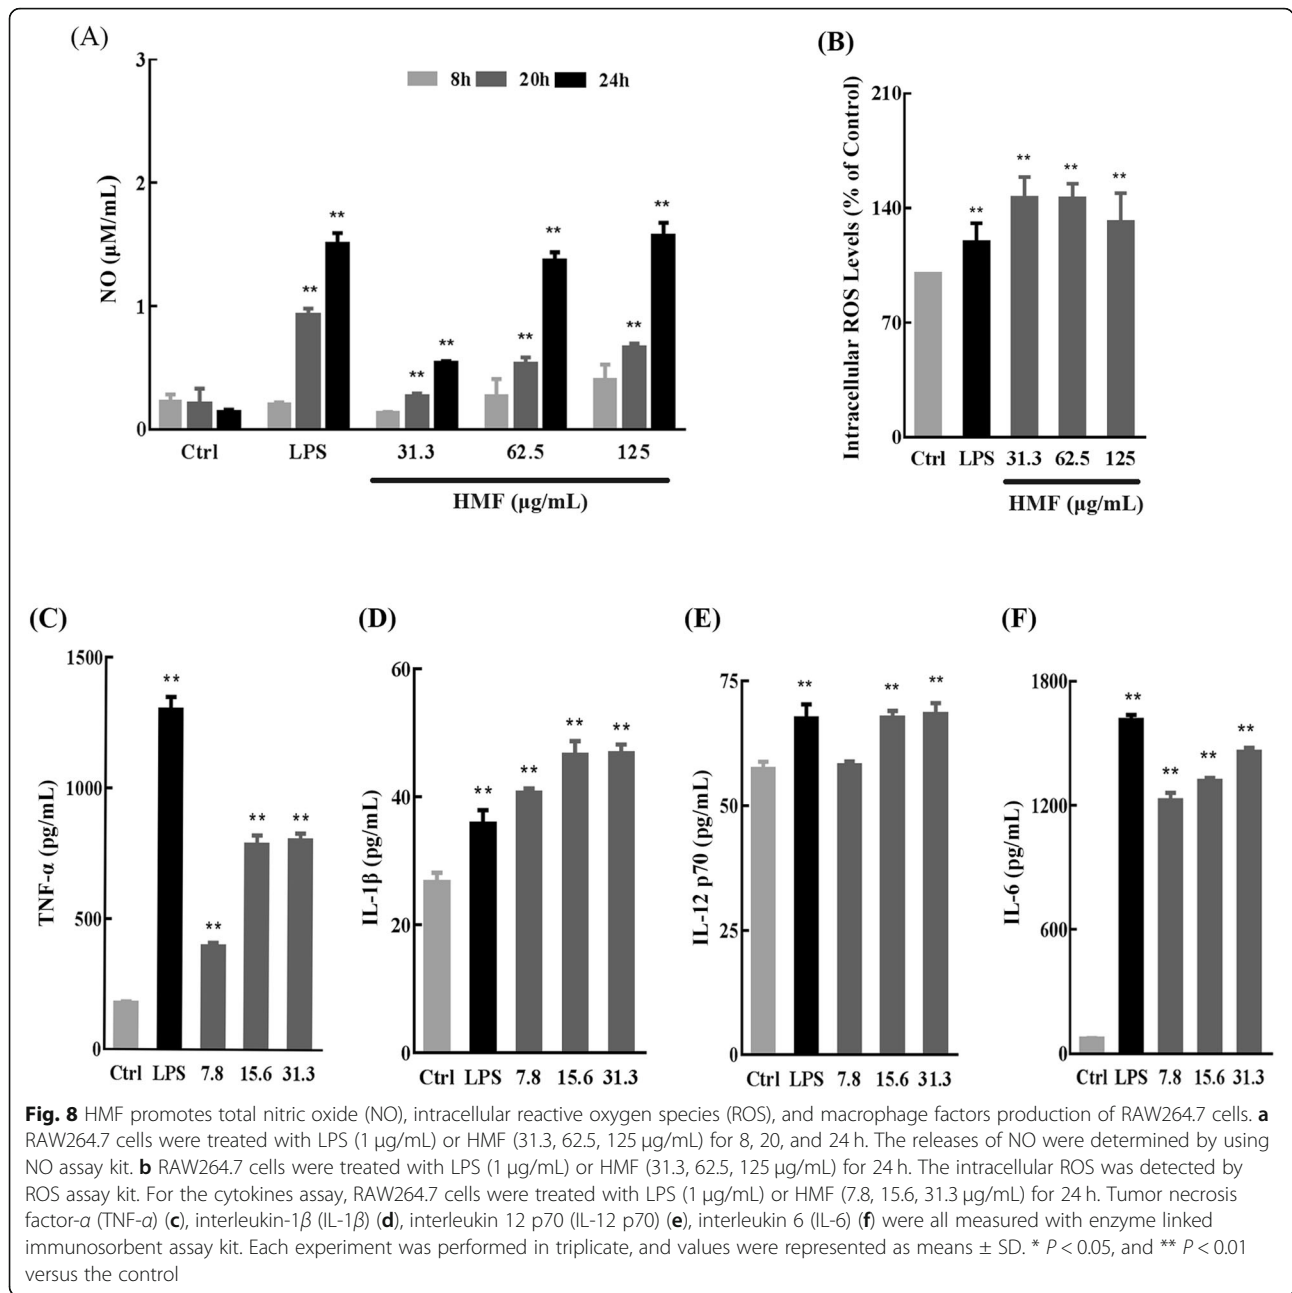 (A)
3
2
1
0
NO (μM/mL)
8h 20h 24h
** ** ** ** ** ** ** **
Ctrl LPS 31.3 62.5 125
HMF (μg/mL)
(B)
210
140
70
0
Intracellular ROS Levels (% of Control)
** ** ** **
Ctrl LPS 31.3 62.5 125
HMF (μg/mL)
(C)
1500
1000
500
0
TNF-α (pg/mL)
** ** ** **
Ctrl LPS 7.8 15.6 31.3
(D)
60
40
20
0
IL-1β (pg/mL)
** ** ** **
Ctrl LPS 7.8 15.6 31.3
(E)
75
50
25
0
IL-12 p70 (pg/mL)
** ** **
Ctrl LPS 7.8 15.6 31.3
(F)
1800
1200
600
0
IL-6 (pg/mL)
** ** ** **
Ctrl LPS 7.8 15.6 31.3
Fig. 8 HMF promotes total nitric oxide (NO), intracellular reactive oxygen species (ROS), and macrophage factors production of RAW264.7 cells. a
RAW264.7 cells were treated with LPS (1 μg/mL) or HMF (31.3, 62.5, 125 μg/mL) for 8, 20, and 24 h. The releases of NO were determined by using
NO assay kit. b RAW264.7 cells were treated with LPS (1 μg/mL) or HMF (31.3, 62.5, 125 μg/mL) for 24 h. The intracellular ROS was detected by
ROS assay kit. For the cytokines assay, RAW264.7 cells were treated with LPS (1 μg/mL) or HMF (7.8, 15.6, 31.3 μg/mL) for 24 h. Tumor necrosis
factor-α (TNF-α) (c), interleukin-1β (IL-1β) (d), interleukin 12 p70 (IL-12 p70) (e), interleukin 6 (IL-6) (f) were all measured with enzyme linked
immunosorbent assay kit. Each experiment was performed in triplicate, and values were represented as means ± SD. * P < 0.05, and ** P < 0.01
versus the control